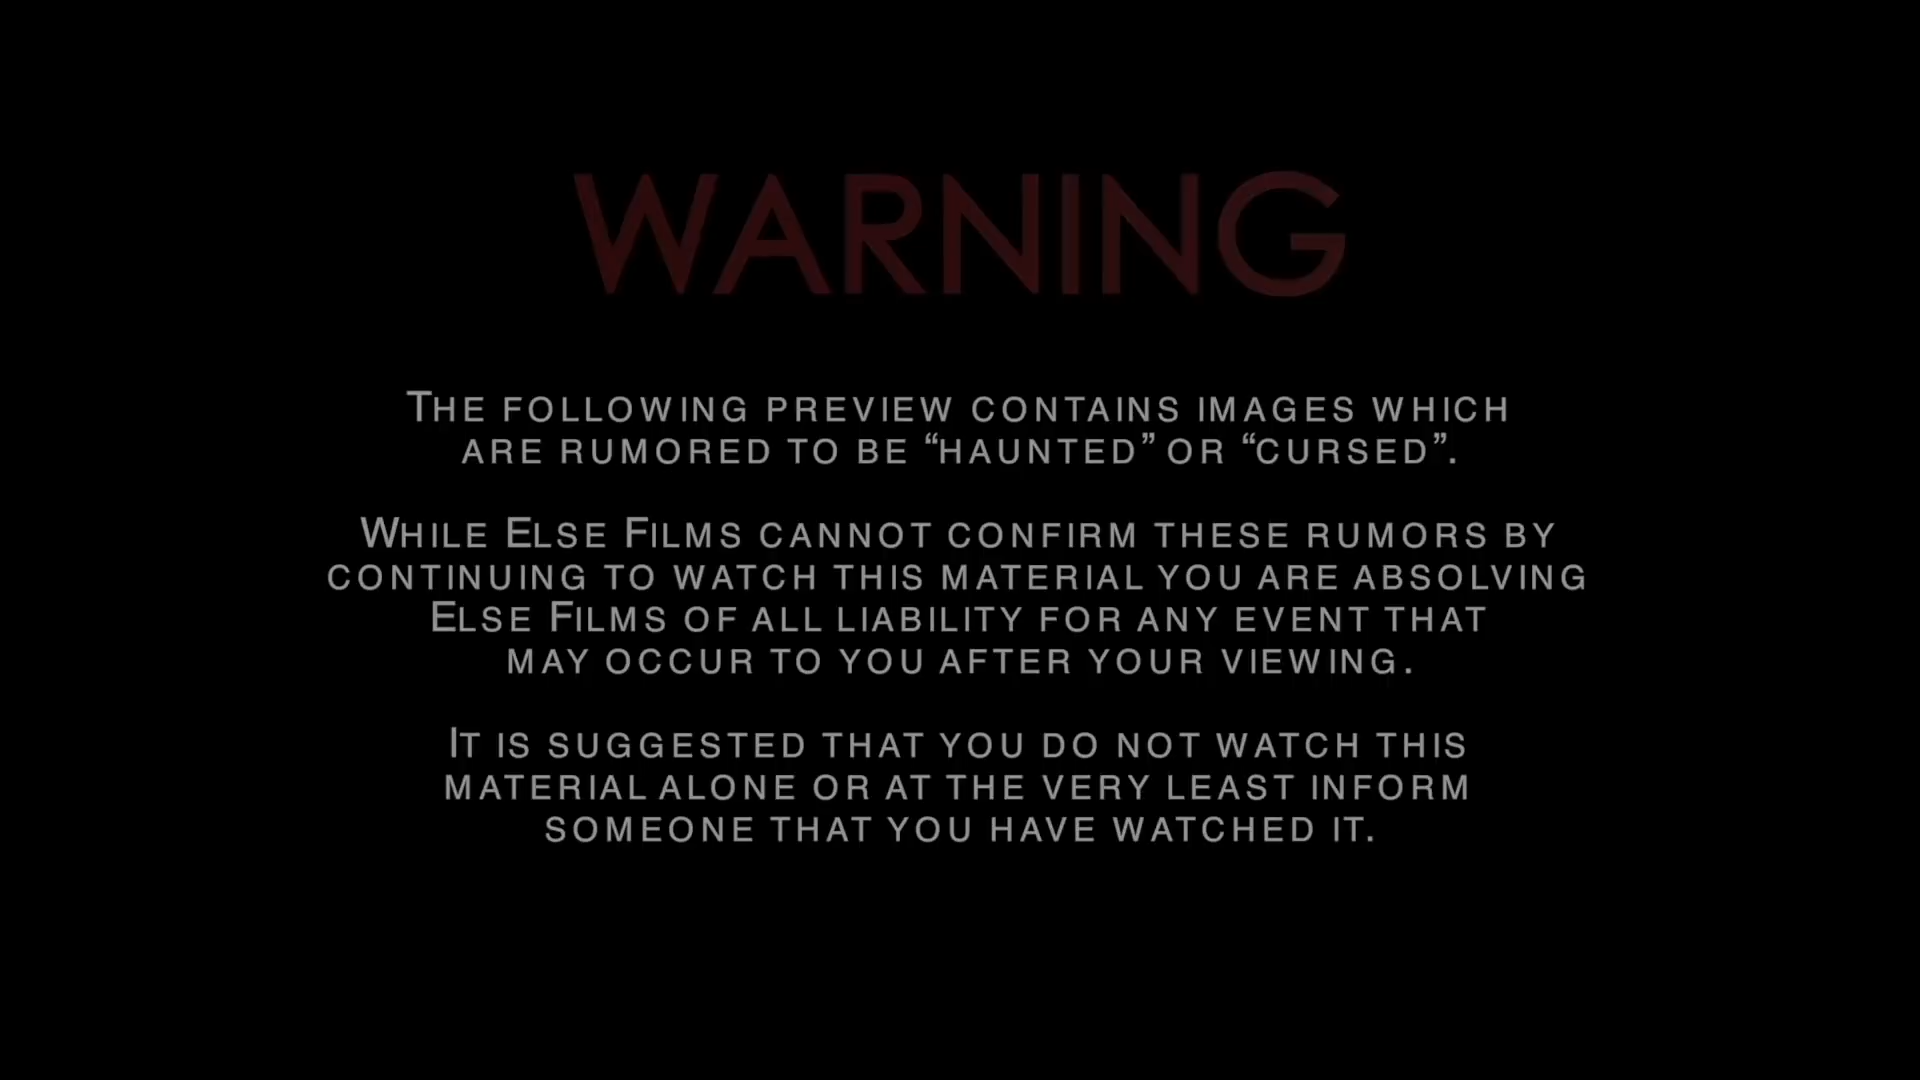 WARNING
THE FOLLOWING PREVIEW CONTAINS IMAGES WHICH
ARE RUMORED TO BE “HAUNTED” OR “CURSED”.
WHILE ELSE FILMS CANNOT CONFIRM THESE RUMORS BY
CONTINUING TO WATCH THIS MATERIAL YOU ARE ABSOLVING
ELSE FILMS OF ALL LIABILITY FOR ANY EVENT THAT
MAY OCCUR TO YOU AFTER YOUR VIEWING.
IT IS SUGGESTED THAT YOU DO NOT WATCH THIS
MATERIAL ALONE OR AT THE VERY LEAST INFORM
SOMEONE THAT YOU HAVE WATCHED IT.